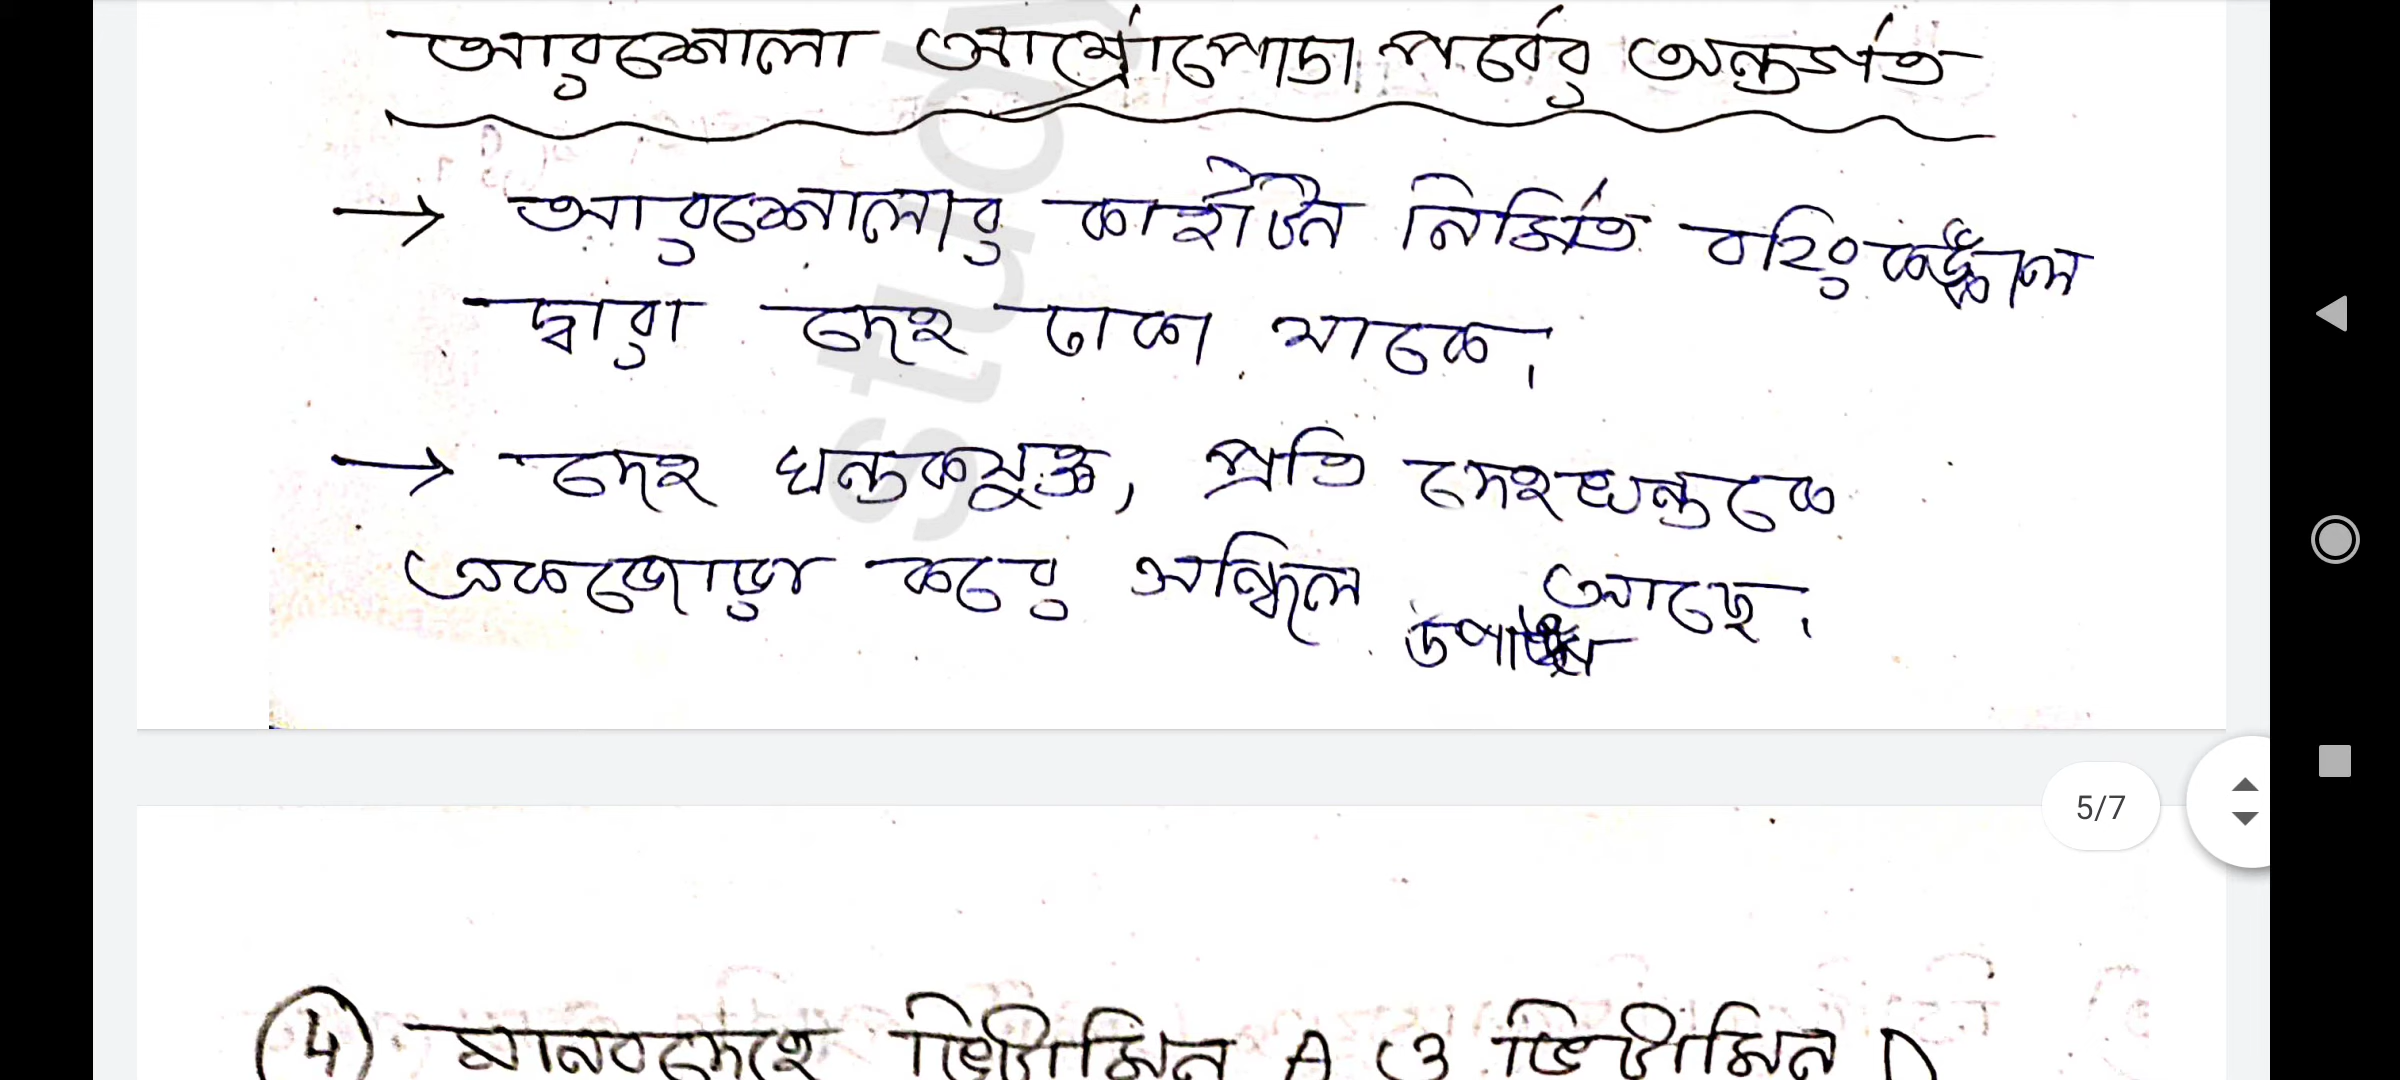 আরশোলা আর্থ্রোপোডা পর্বের অন্তর্গত
→ আরশোলার কাইটিন নির্মিত বহিঃকঙ্কাল
দ্বারা দেহ ঢাকা থাকে।
→ দেহ খন্ডকযুক্ত, প্রতি দেহখন্ডকে
একজোড়া করে সন্ধিল উপাঙ্গ আছে।
study
5/7
④ মানবদেহে ভিটামিন A ও ভিটামিন D